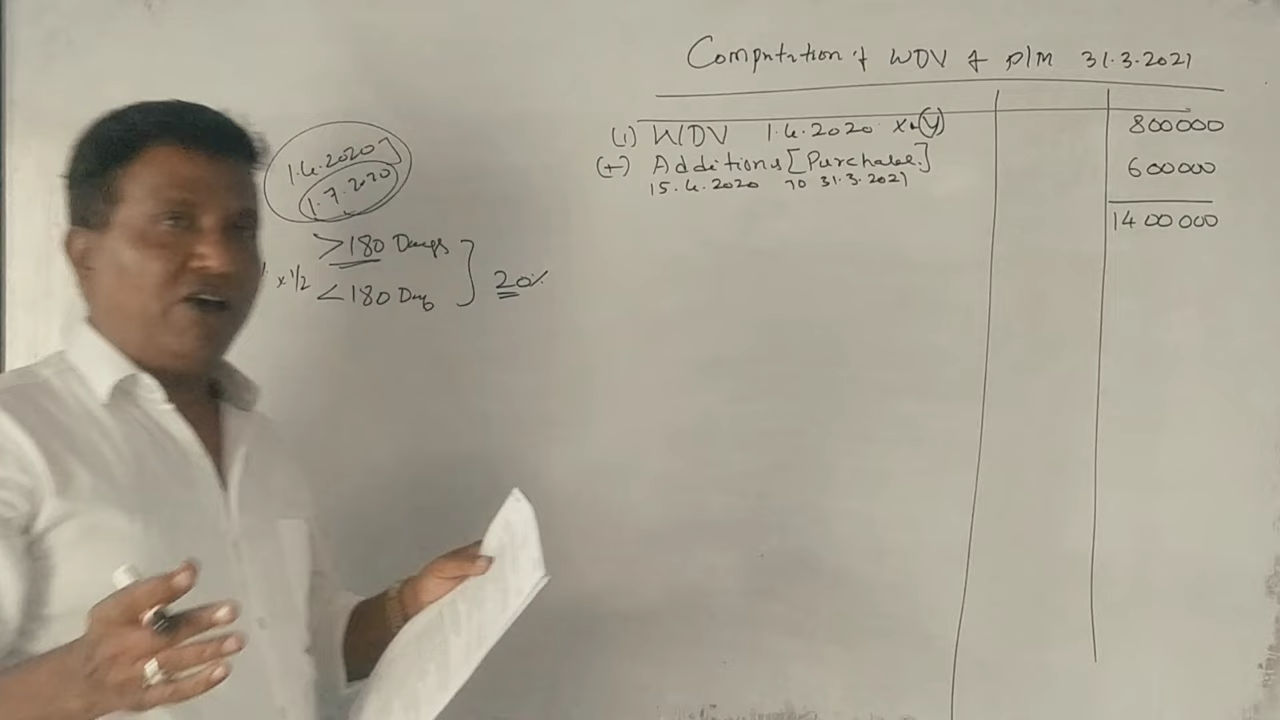 Computation of WDV of P/M 31.3.2021
(1) WDV 1.4.2020 X+(Y) 800000
(+) Additions [Purchase.] 600000
15.4.2020 to 31.3.2021
1400000
1.4.2020]
1.7.2020
>180 Days
x 1/2 <180 Day
20%